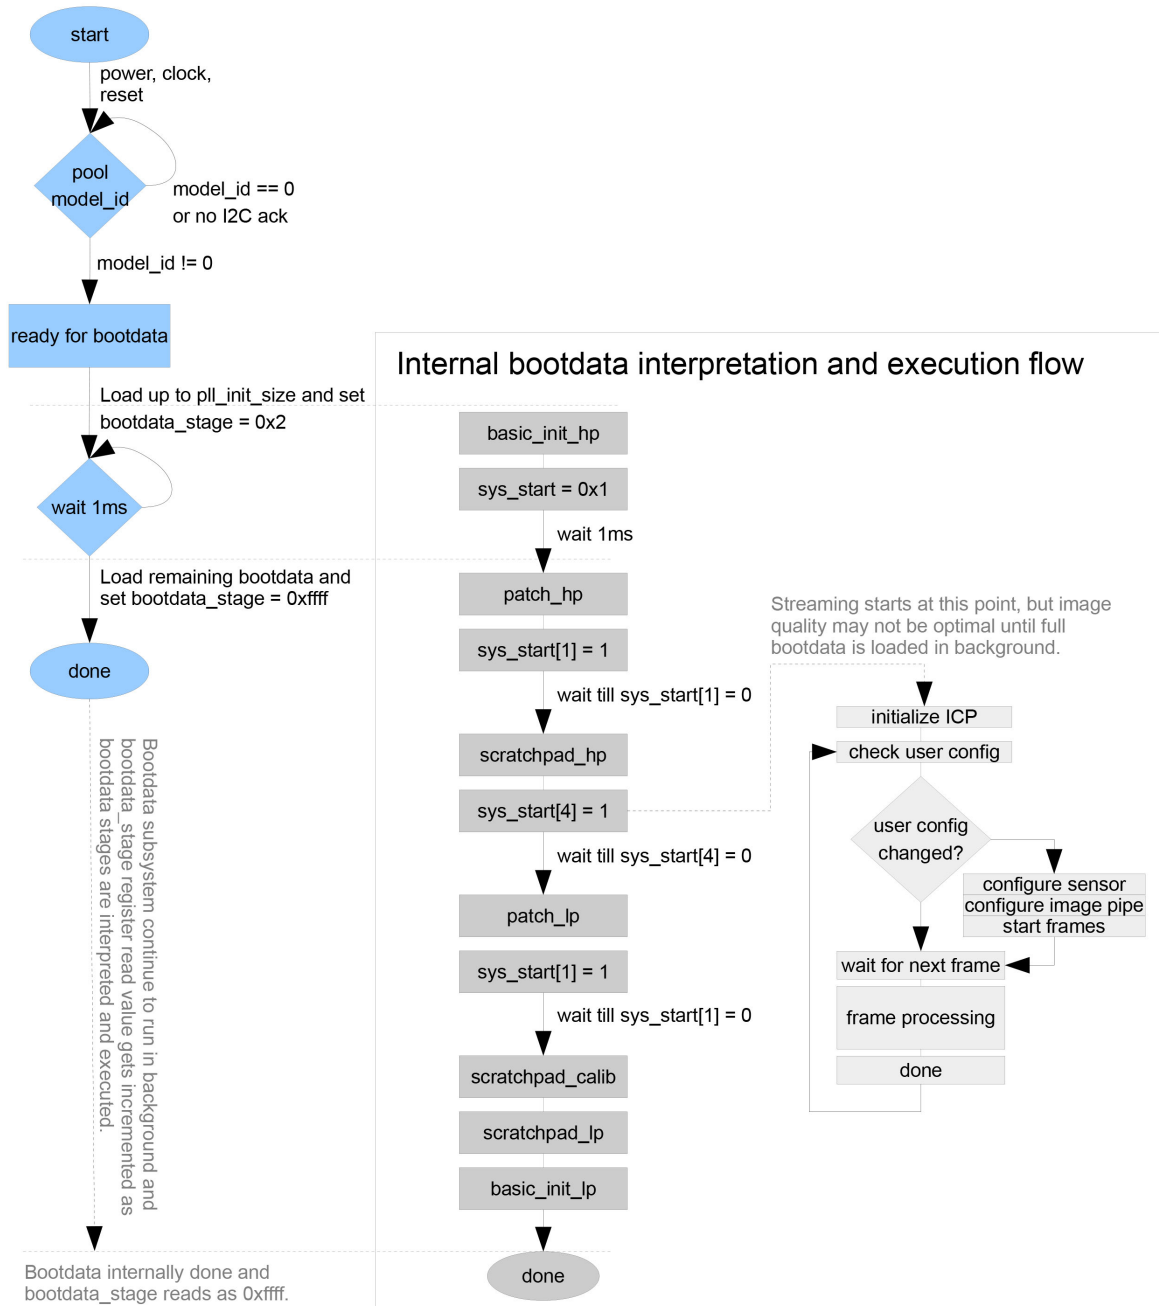 start
power, clock,
reset
pool
model_id
model_id == 0
or no I2C ack
model_id != 0
ready for bootdata
Load up to pll_init_size and set
bootdata_stage = 0x2
wait 1ms
Load remaining bootdata and
set bootdata_stage = 0xffff
done
Bootdata subsystem continue to run in background and
bootdata_stage register read value gets incremented as
bootdata stages are interpreted and executed.
Bootdata internally done and
bootdata_stage reads as 0xffff.
Internal bootdata interpretation and execution flow
basic_init_hp
sys_start = 0x1
wait 1ms
patch_hp
sys_start[1] = 1
wait till sys_start[1] = 0
scratchpad_hp
sys_start[4] = 1
wait till sys_start[4] = 0
patch_lp
sys_start[1] = 1
wait till sys_start[1] = 0
scratchpad_calib
scratchpad_lp
basic_init_lp
done
Streaming starts at this point, but image
quality may not be optimal until full
bootdata is loaded in background.
initialize ICP
check user config
user config
changed?
configure sensor
configure image pipe
start frames
wait for next frame
frame processing
done